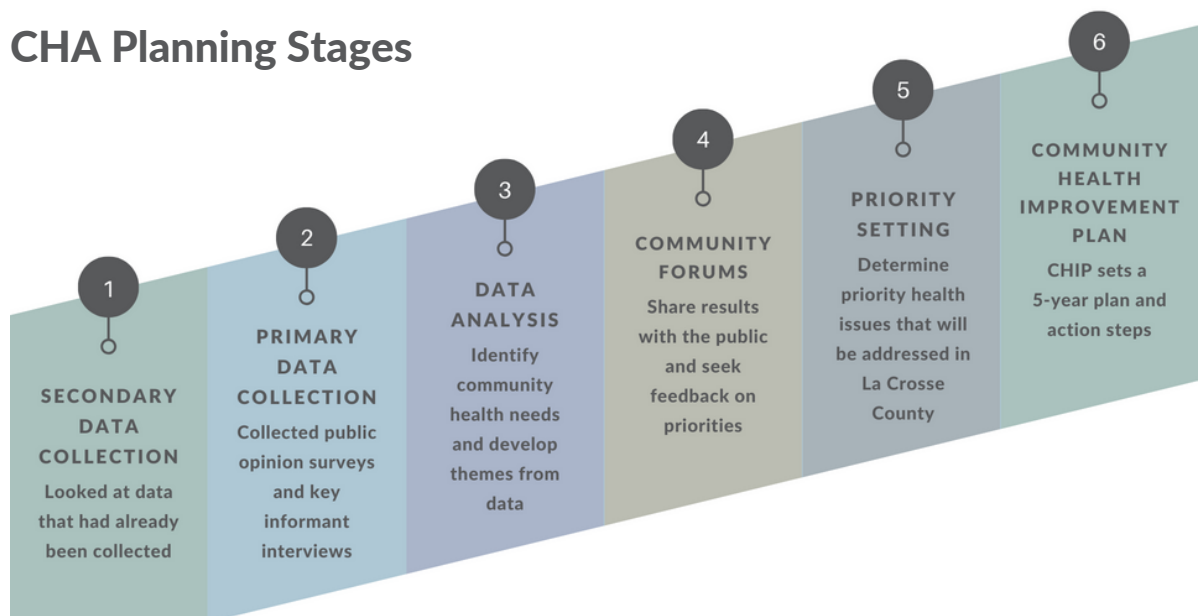 CHA Planning Stages
1
SECONDARY
DATA
COLLECTION
Looked at data
that had already
been collected
2
PRIMARY
DATA
COLLECTION
Collected public
opinion surveys
and key
informant
interviews
3
DATA
ANALYSIS
Identify
community
health needs
and develop
themes from
data
4
COMMUNITY
FORUMS
Share results
with the public
and seek
feedback on
priorities
5
PRIORITY
SETTING
Determine
priority health
issues that will
be addressed in
La Crosse
County
6
COMMUNITY
HEALTH
IMPROVEMENT
PLAN
CHIP sets a
5-year plan and
action steps